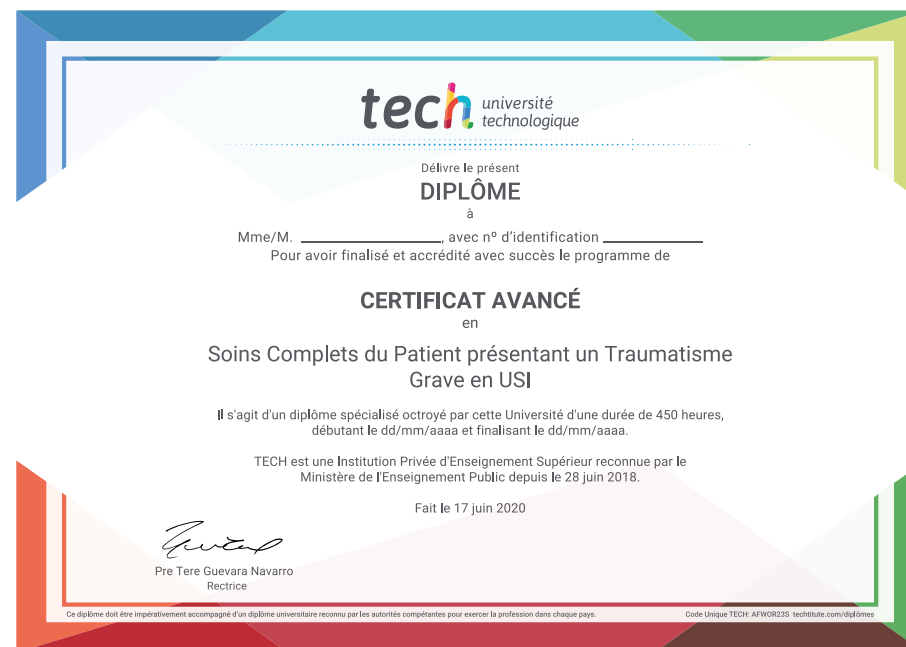 tech université
technologique
Délivre le présent
DIPLÔME
à
Mme/M. ____________________, avec nº d'identification ______________
Pour avoir finalisé et accrédité avec succès le programme de
CERTIFICAT AVANCÉ
en
Soins Complets du Patient présentant un Traumatisme
Grave en USI
Il s'agit d'un diplôme spécialisé octroyé par cette Université d'une durée de 450 heures,
débutant le dd/mm/aaaa et finalisant le dd/mm/aaaa.
TECH est une Institution Privée d'Enseignement Supérieur reconnue par le
Ministère de l'Enseignement Public depuis le 28 juin 2018.
Fait le 17 juin 2020
Pre Tere Guevara Navarro
Rectrice
Ce diplôme doit être impérativement accompagné d'un diplôme universitaire reconnu par les autorités compétentes pour exercer la profession dans chaque pays.
Code Unique TECH: AFWOR23S techtitute.com/diplômes